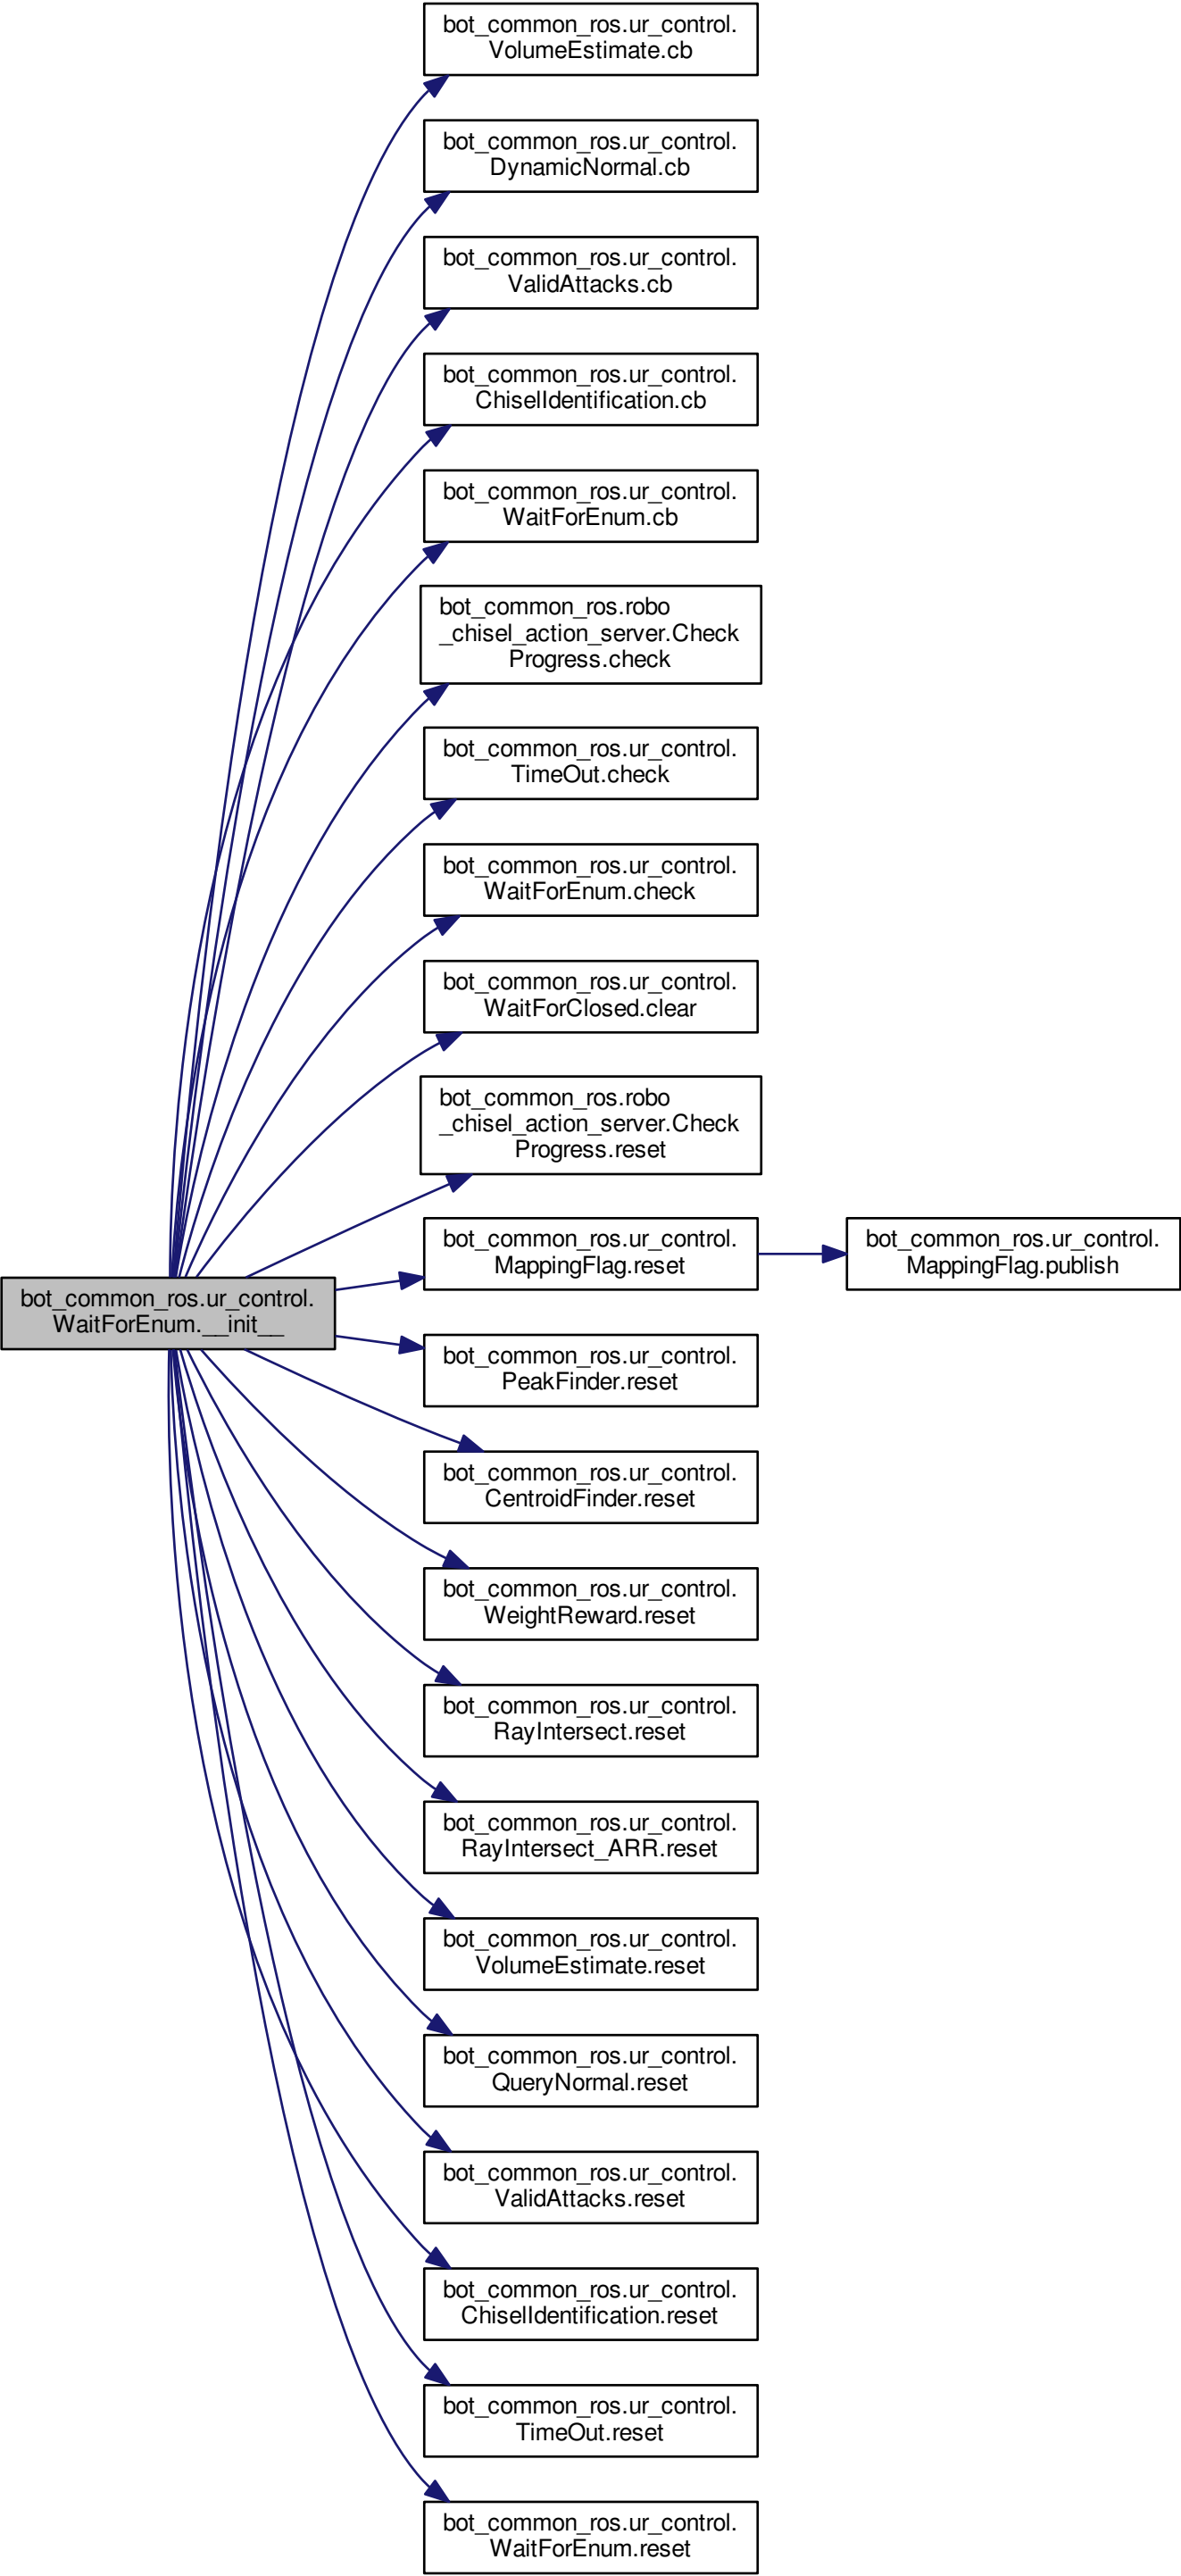 bot_common_ros.ur_control.
VolumeEstimate.cb
bot_common_ros.ur_control.
DynamicNormal.cb
bot_common_ros.ur_control.
ValidAttacks.cb
bot_common_ros.ur_control.
ChiselIdentification.cb
bot_common_ros.ur_control.
WaitForEnum.cb
bot_common_ros.robo
_chisel_action_server.Check
Progress.check
bot_common_ros.ur_control.
TimeOut.check
bot_common_ros.ur_control.
WaitForEnum.check
bot_common_ros.ur_control.
WaitForClosed.clear
bot_common_ros.robo
_chisel_action_server.Check
Progress.reset
bot_common_ros.ur_control.
MappingFlag.reset
bot_common_ros.ur_control.
MappingFlag.publish
bot_common_ros.ur_control.
WaitForEnum.__init__
bot_common_ros.ur_control.
PeakFinder.reset
bot_common_ros.ur_control.
CentroidFinder.reset
bot_common_ros.ur_control.
WeightReward.reset
bot_common_ros.ur_control.
RayIntersect.reset
bot_common_ros.ur_control.
RayIntersect_ARR.reset
bot_common_ros.ur_control.
VolumeEstimate.reset
bot_common_ros.ur_control.
QueryNormal.reset
bot_common_ros.ur_control.
ValidAttacks.reset
bot_common_ros.ur_control.
ChiselIdentification.reset
bot_common_ros.ur_control.
TimeOut.reset
bot_common_ros.ur_control.
WaitForEnum.reset